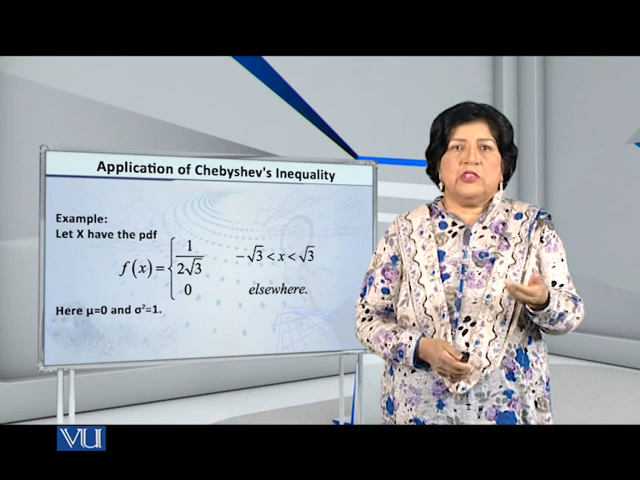 Application of Chebyshev's Inequality
Example:
Let X have the pdf
f(x) = { 1/(2√3) −√3 < x < √3
0 elsewhere.
Here μ=0 and σ²=1.
VU